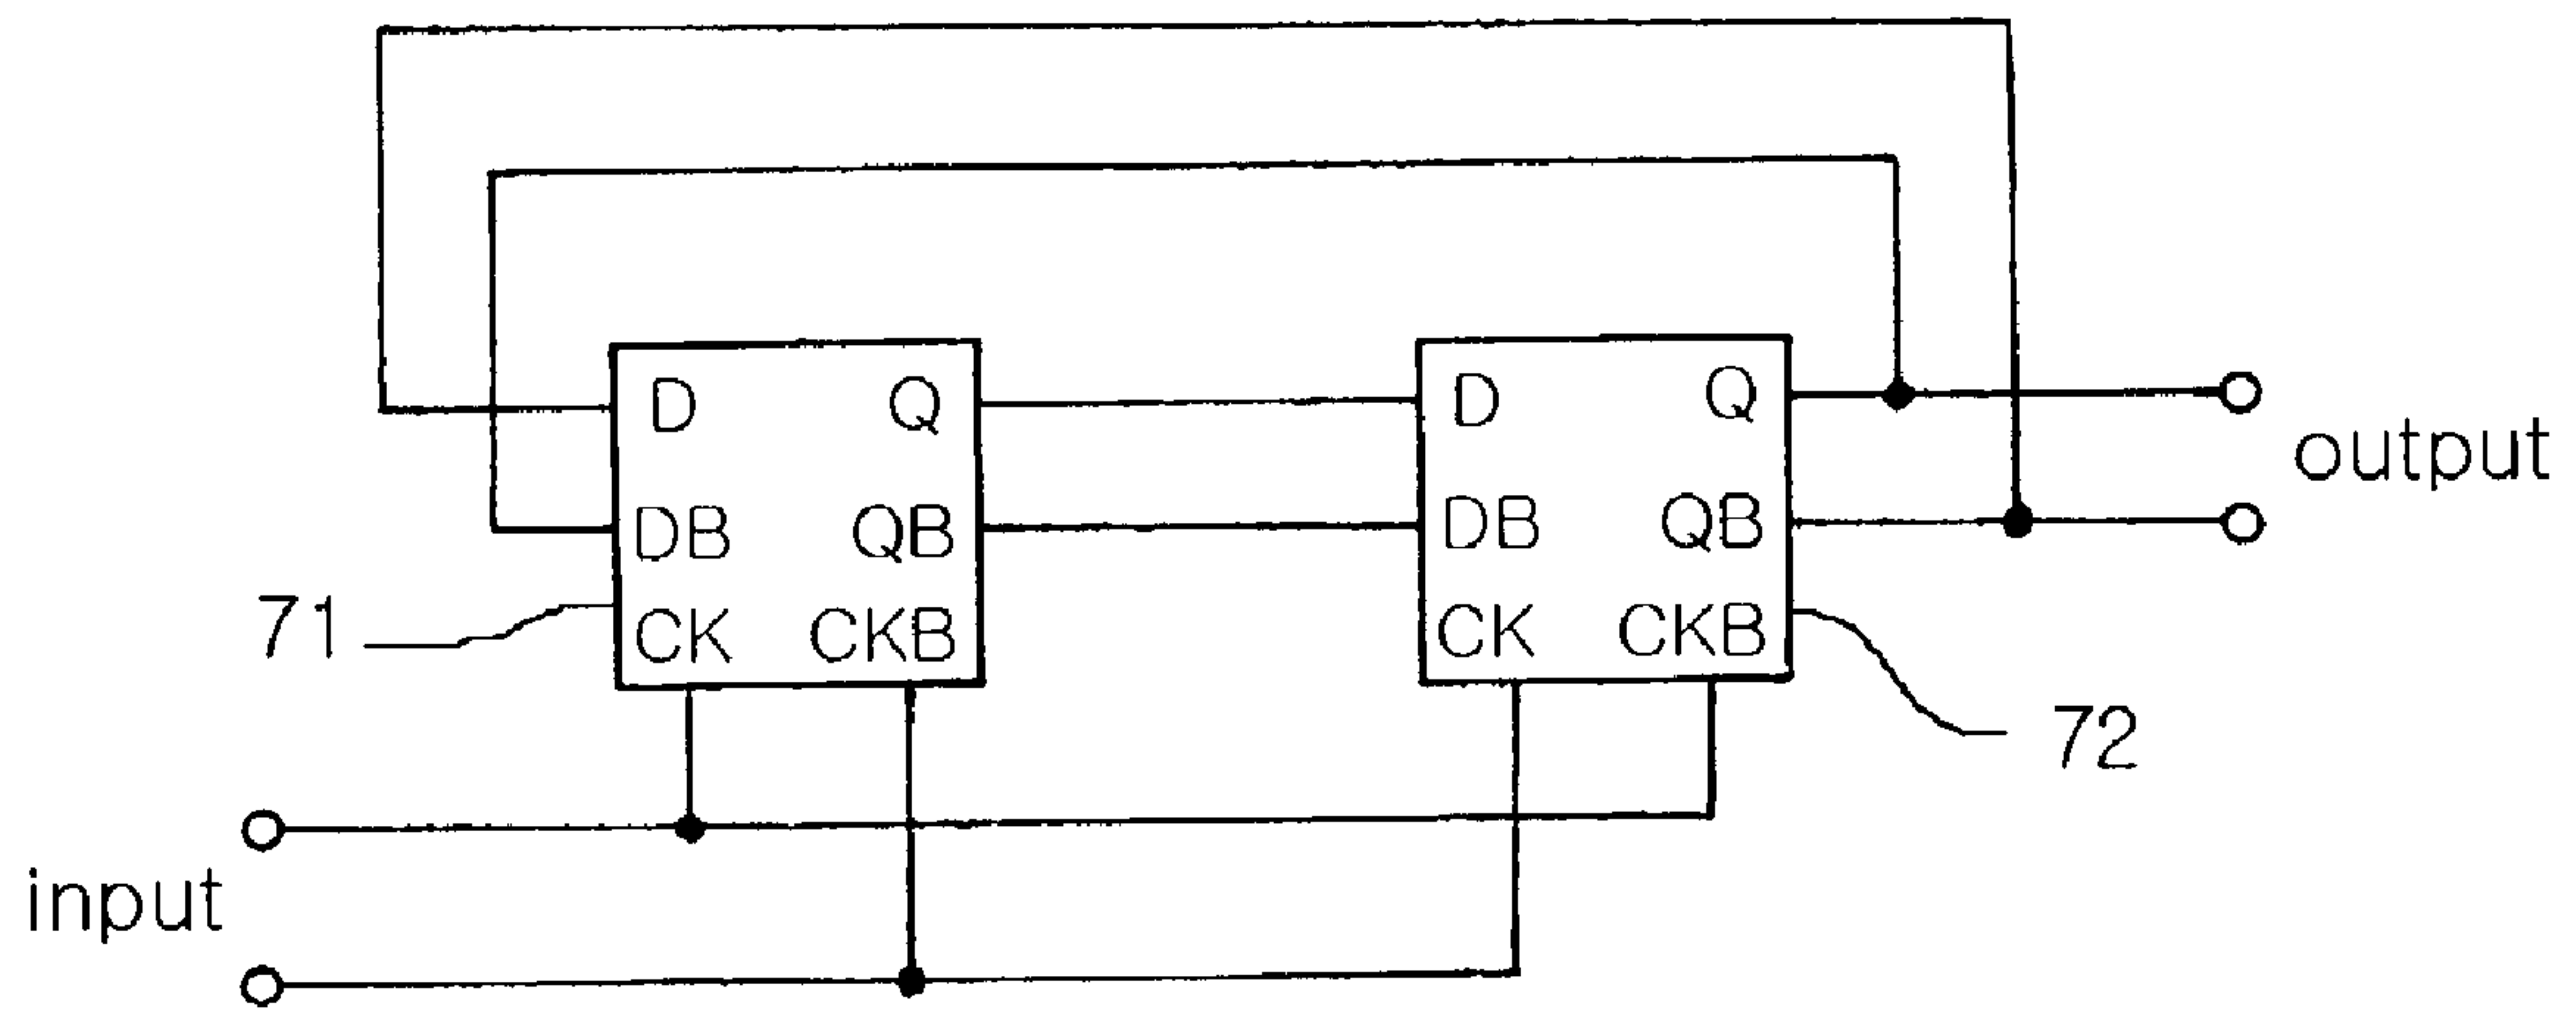 D Q D Q
output
DB QB DB QB
71 CK CKB CK CKB
72
input